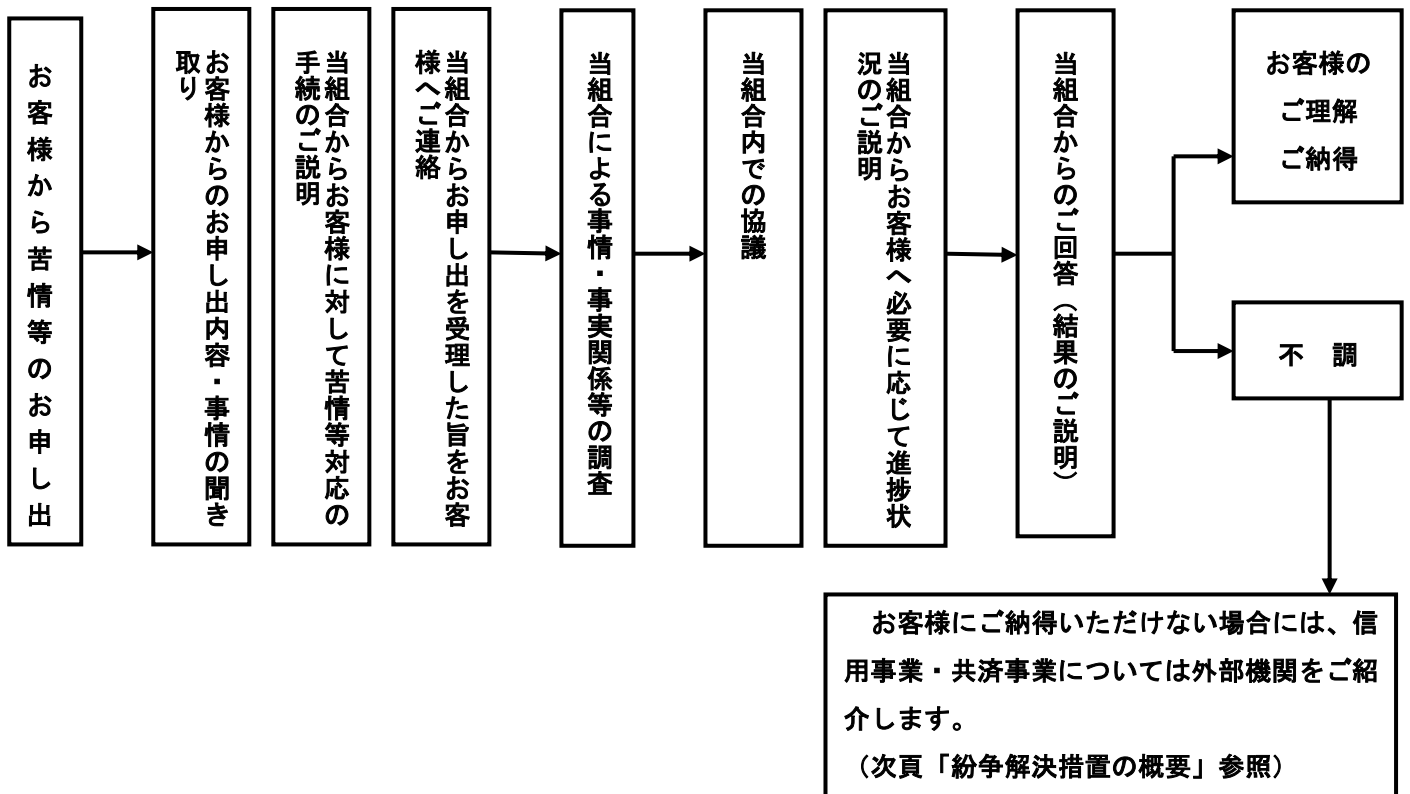 お客様から苦情等のお申し出
お客様からのお申し出内容・事情の聞き
取り
当組合からお客様に対して苦情等対応の
手続のご説明
当組合からお申し出を受理した旨をお客
様へご連絡
当組合による事情・事実関係等の調査
当組合内での協議
当組合からお客様へ必要に応じて進捗状
況のご説明
当組合からのご回答（結果のご説明）
お客様の
ご理解
ご納得
不　調
お客様にご納得いただけない場合には、信
用事業・共済事業については外部機関をご紹
介します。
（次頁「紛争解決措置の概要」参照）